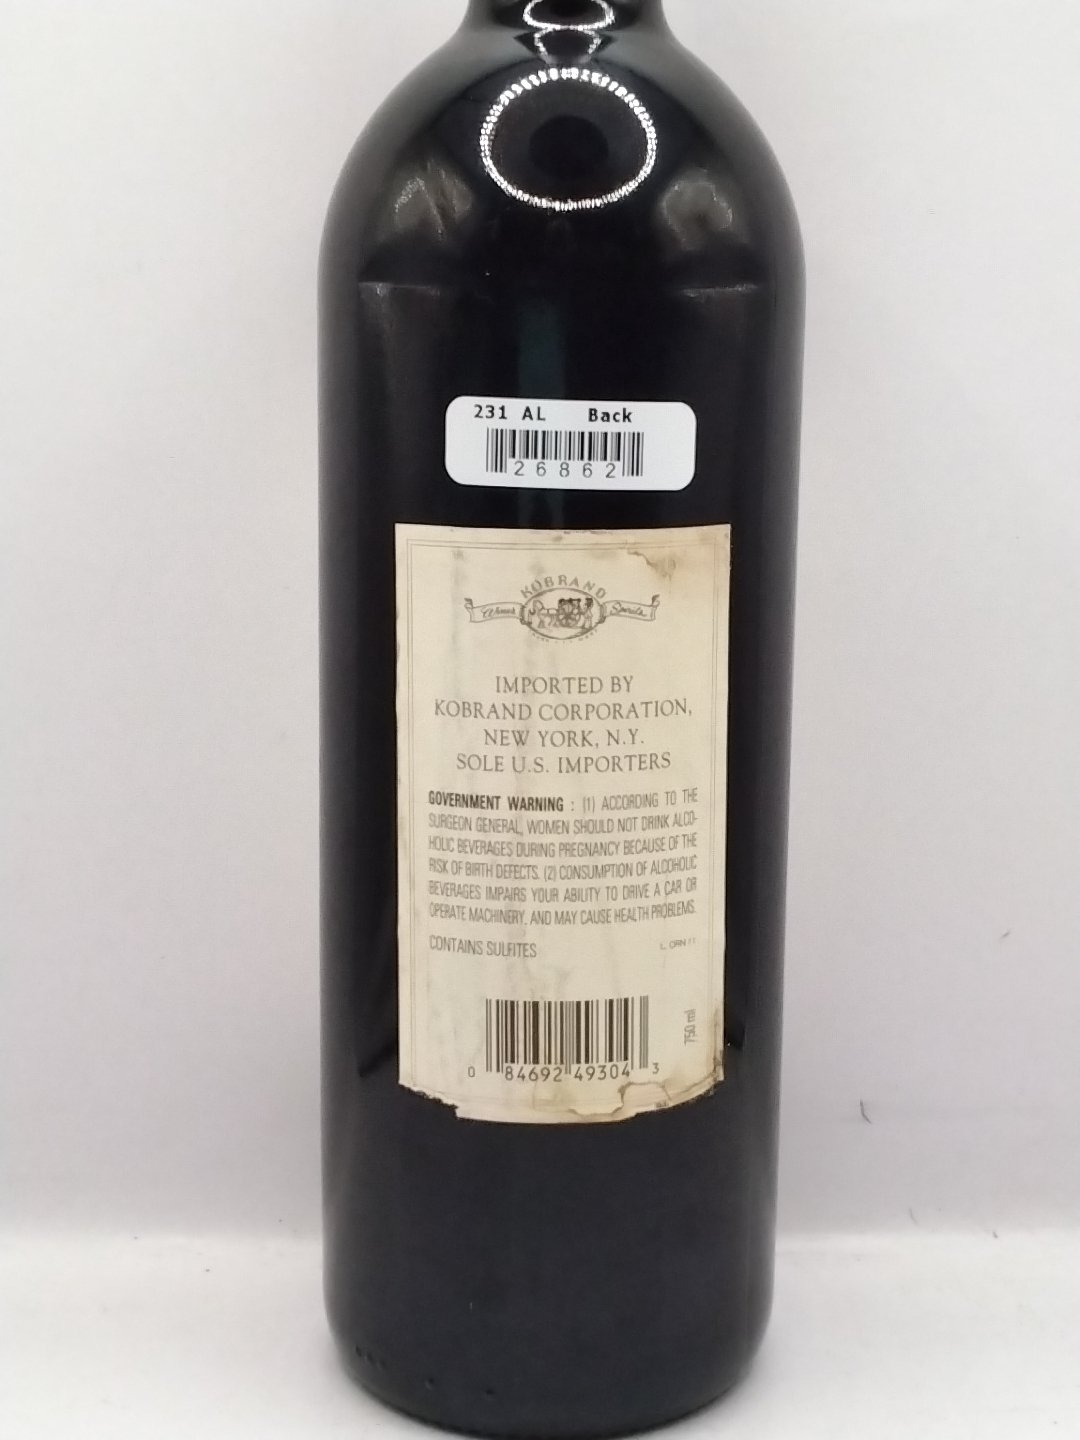 231 AL Back
26862
KOBRAND
Wines Spirits
IMPORTED BY
KOBRAND CORPORATION,
NEW YORK, N.Y.
SOLE U.S. IMPORTERS
GOVERNMENT WARNING : (1) ACCORDING TO THE
SURGEON GENERAL, WOMEN SHOULD NOT DRINK ALCO-
HOLIC BEVERAGES DURING PREGNANCY BECAUSE OF THE
RISK OF BIRTH DEFECTS. (2) CONSUMPTION OF ALCOHOLIC
BEVERAGES IMPAIRS YOUR ABILITY TO DRIVE A CAR OR
OPERATE MACHINERY, AND MAY CAUSE HEALTH PROBLEMS.
CONTAINS SULFITES
750 ml
0 84692 49304 3